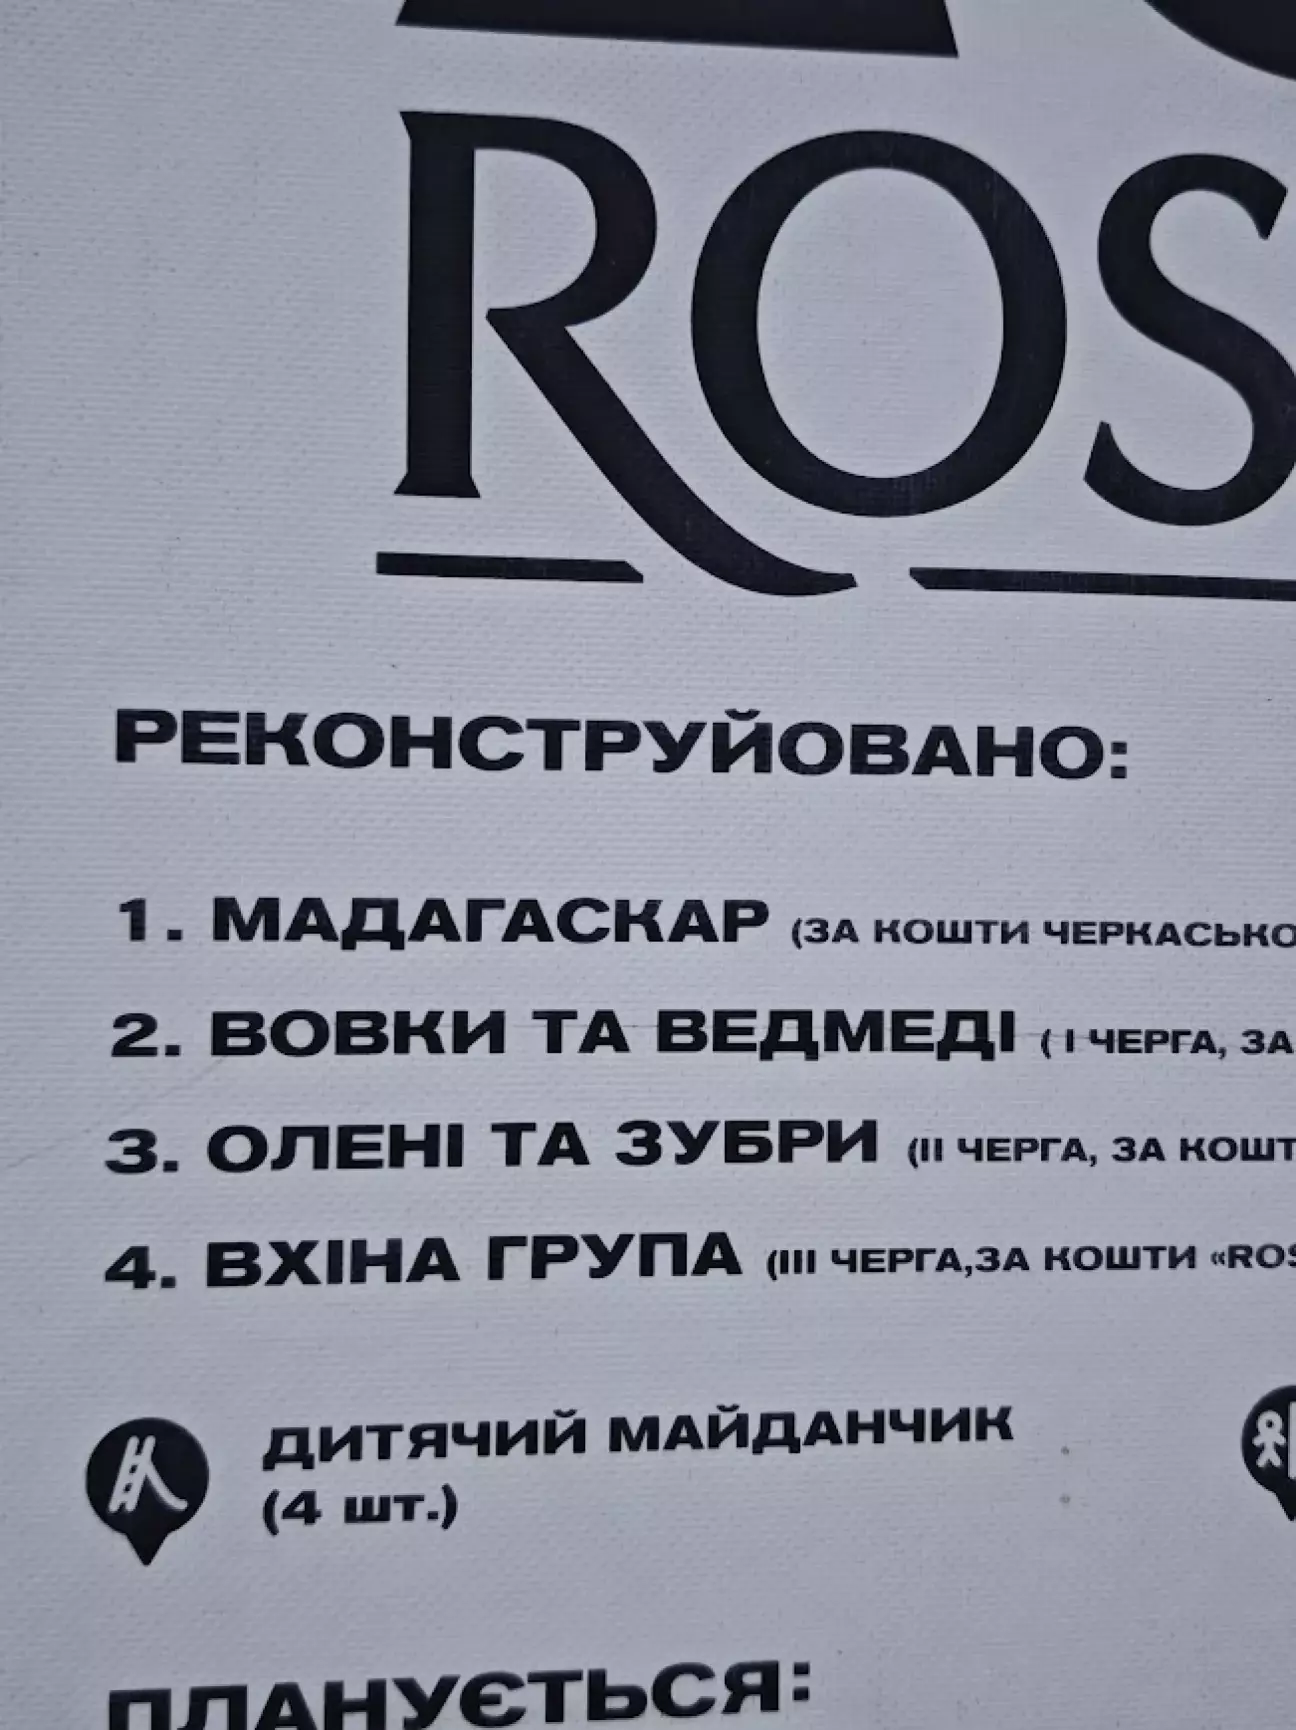 ROS
РЕКОНСТРУЙОВАНО:
1. МАДАГАСКАР (ЗА КОШТИ ЧЕРКАСЬКО
2. ВОВКИ ТА ВЕДМЕДІ ( І ЧЕРГА, ЗА
3. ОЛЕНІ ТА ЗУБРИ (ІІ ЧЕРГА, ЗА КОШТ
4. ВХІНА ГРУПА (ІІІ ЧЕРГА,ЗА КОШТИ «ROS
ДИТЯЧИЙ МАЙДАНЧИК
(4 шт.)
ПЛАНУЄТЬСЯ: